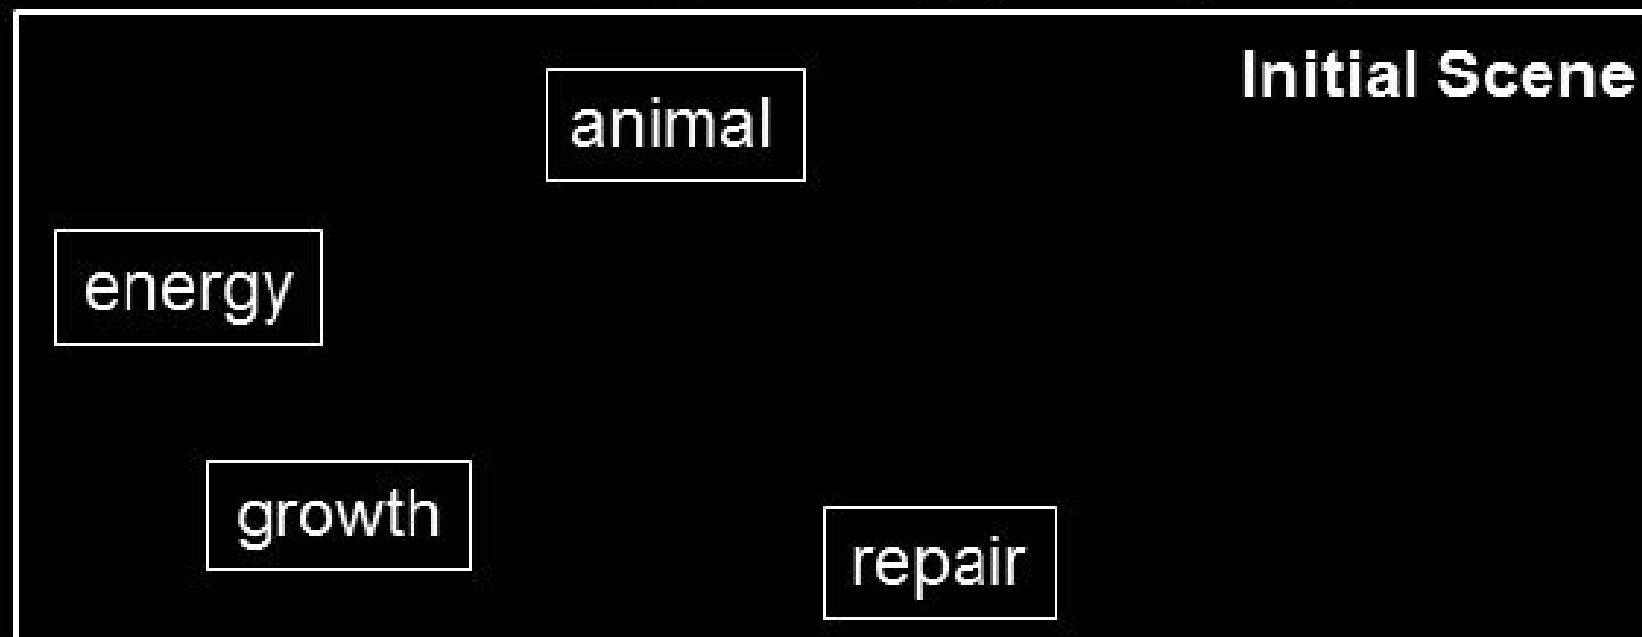 Initial Scene
animal
energy
growth
repair